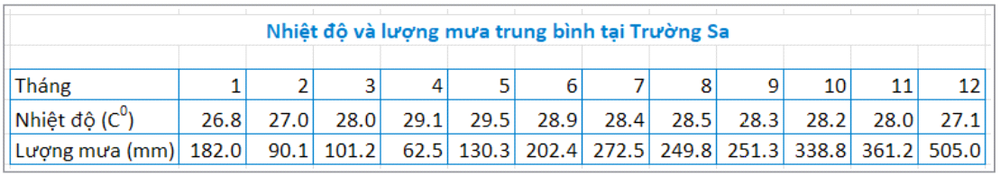 Nhiệt độ và lượng mưa trung bình tại Trường Sa
Tháng 1 2 3 4 5 6 7 8 9 10 11 12
Nhiệt độ (C⁰) 26.8 27.0 28.0 29.1 29.5 28.9 28.4 28.5 28.3 28.2 28.0 27.1
Lượng mưa (mm) 182.0 90.1 101.2 62.5 130.3 202.4 272.5 249.8 251.3 338.8 361.2 505.0